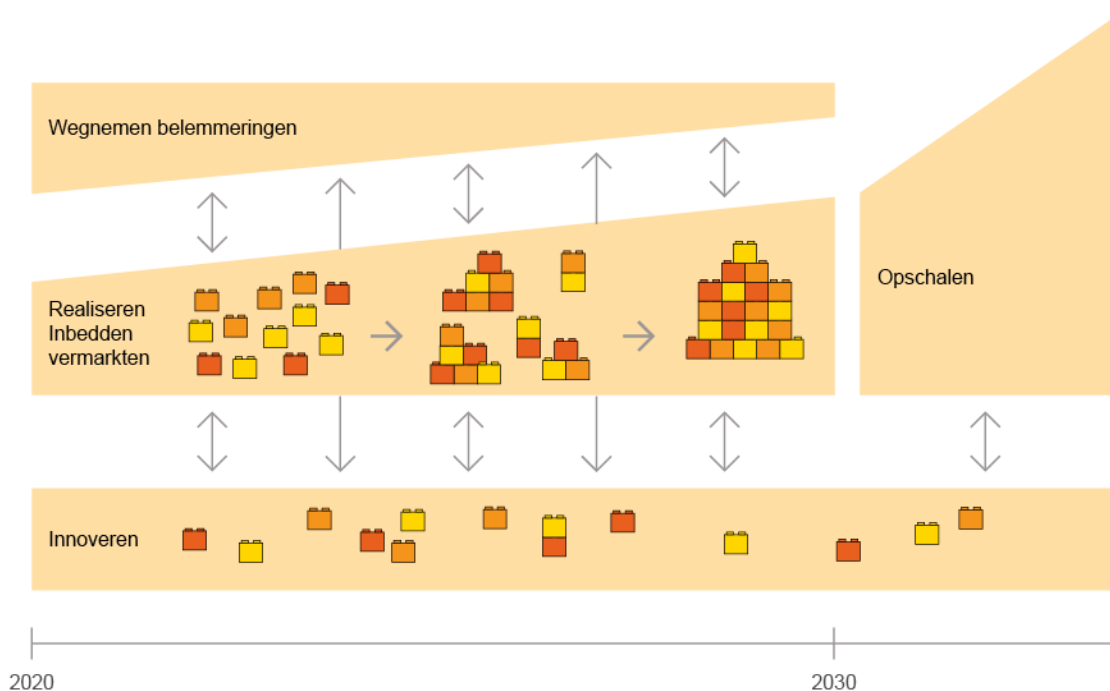 Wegnemen belemmeringen
Realiseren
Inbedden
vermarkten
Opschalen
Innoveren
2020
2030